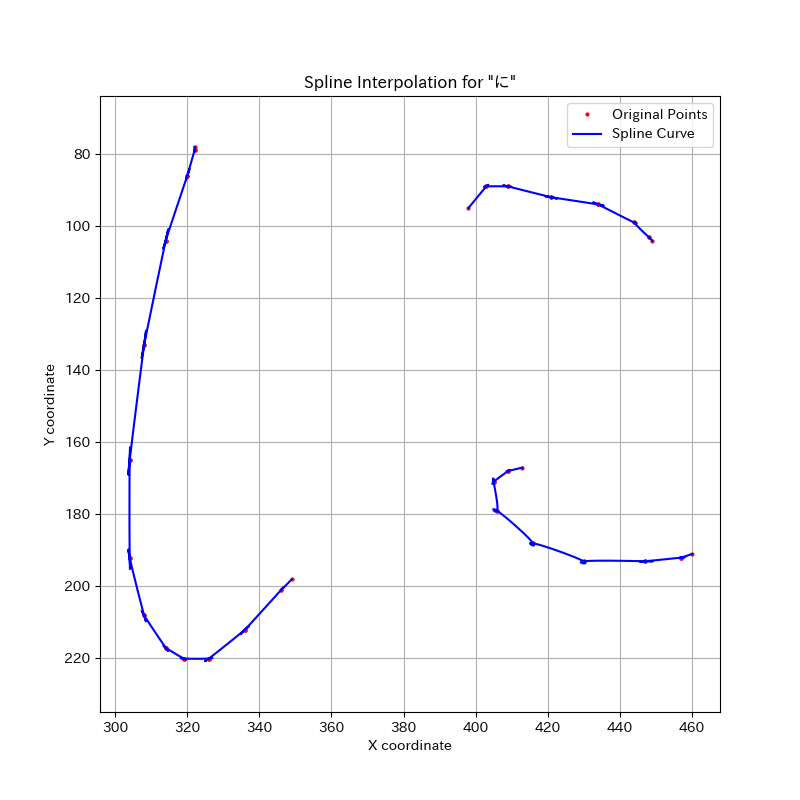 Spline Interpolation for "に"
Original Points
Spline Curve
Y coordinate
80
100
120
140
160
180
200
220
300 320 340 360 380 400 420 440 460
X coordinate